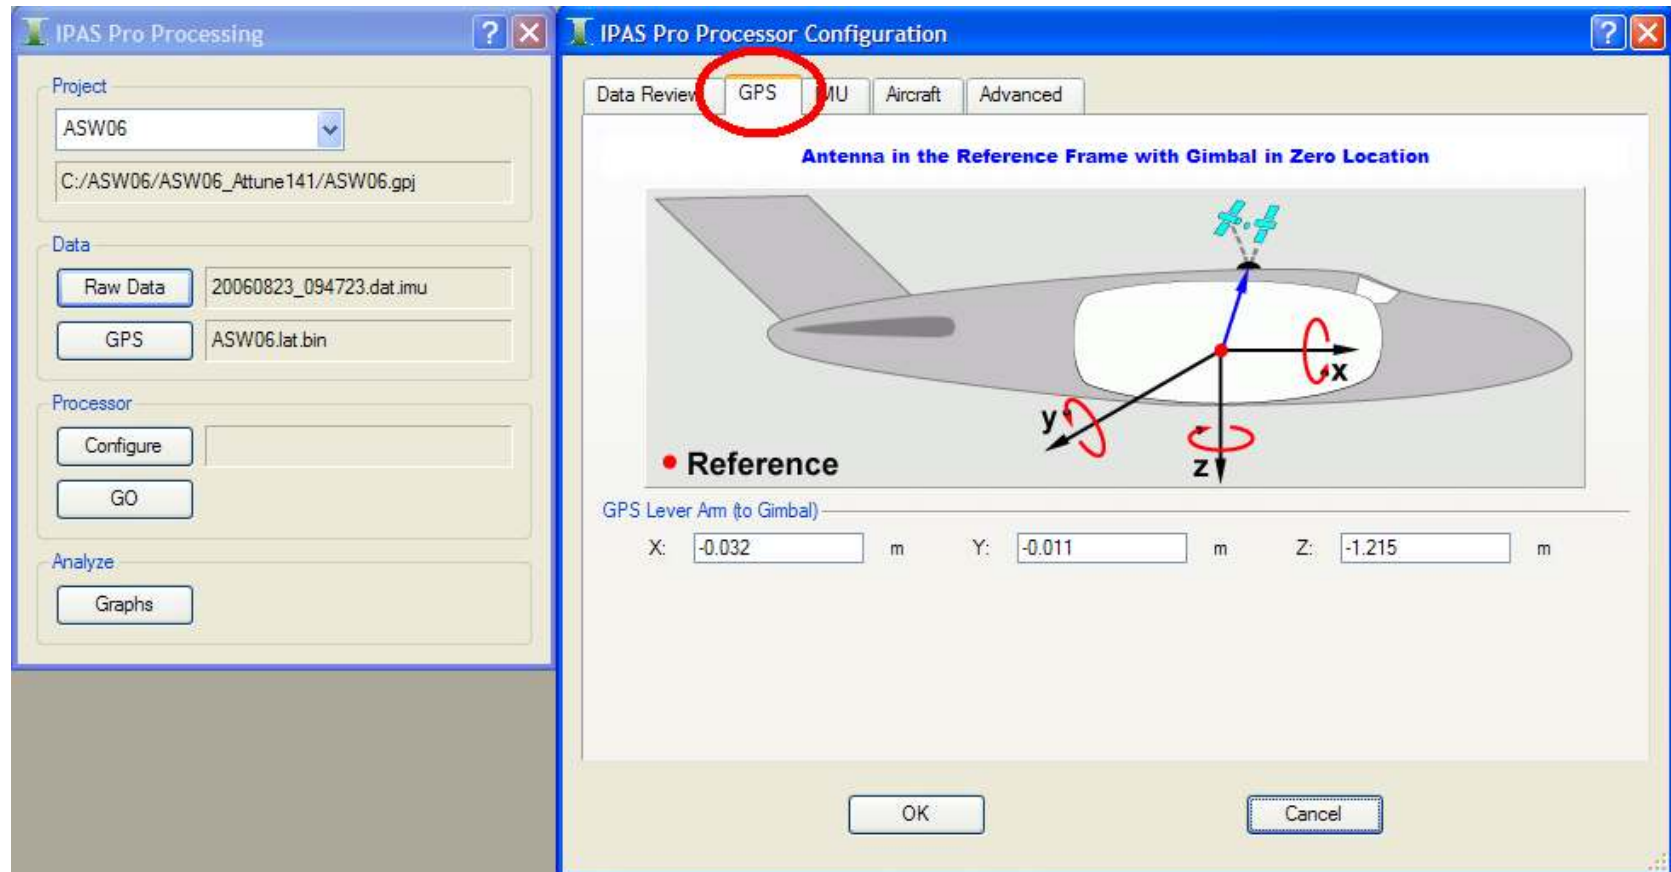 IPAS Pro Processing
Project
ASW06
C:/ASW06/ASW06_Attune141/ASW06.gpj
Data
Raw Data 20060823_094723.dat.imu
GPS ASW06.lat.bin
Processor
Configure
GO
Analyze
Graphs
IPAS Pro Processor Configuration
Data Review GPS IMU Aircraft Advanced
Antenna in the Reference Frame with Gimbal in Zero Location
x
y
z
Reference
GPS Lever Arm (to Gimbal)
X: -0.032 m Y: -0.011 m Z: -1.215 m
OK Cancel